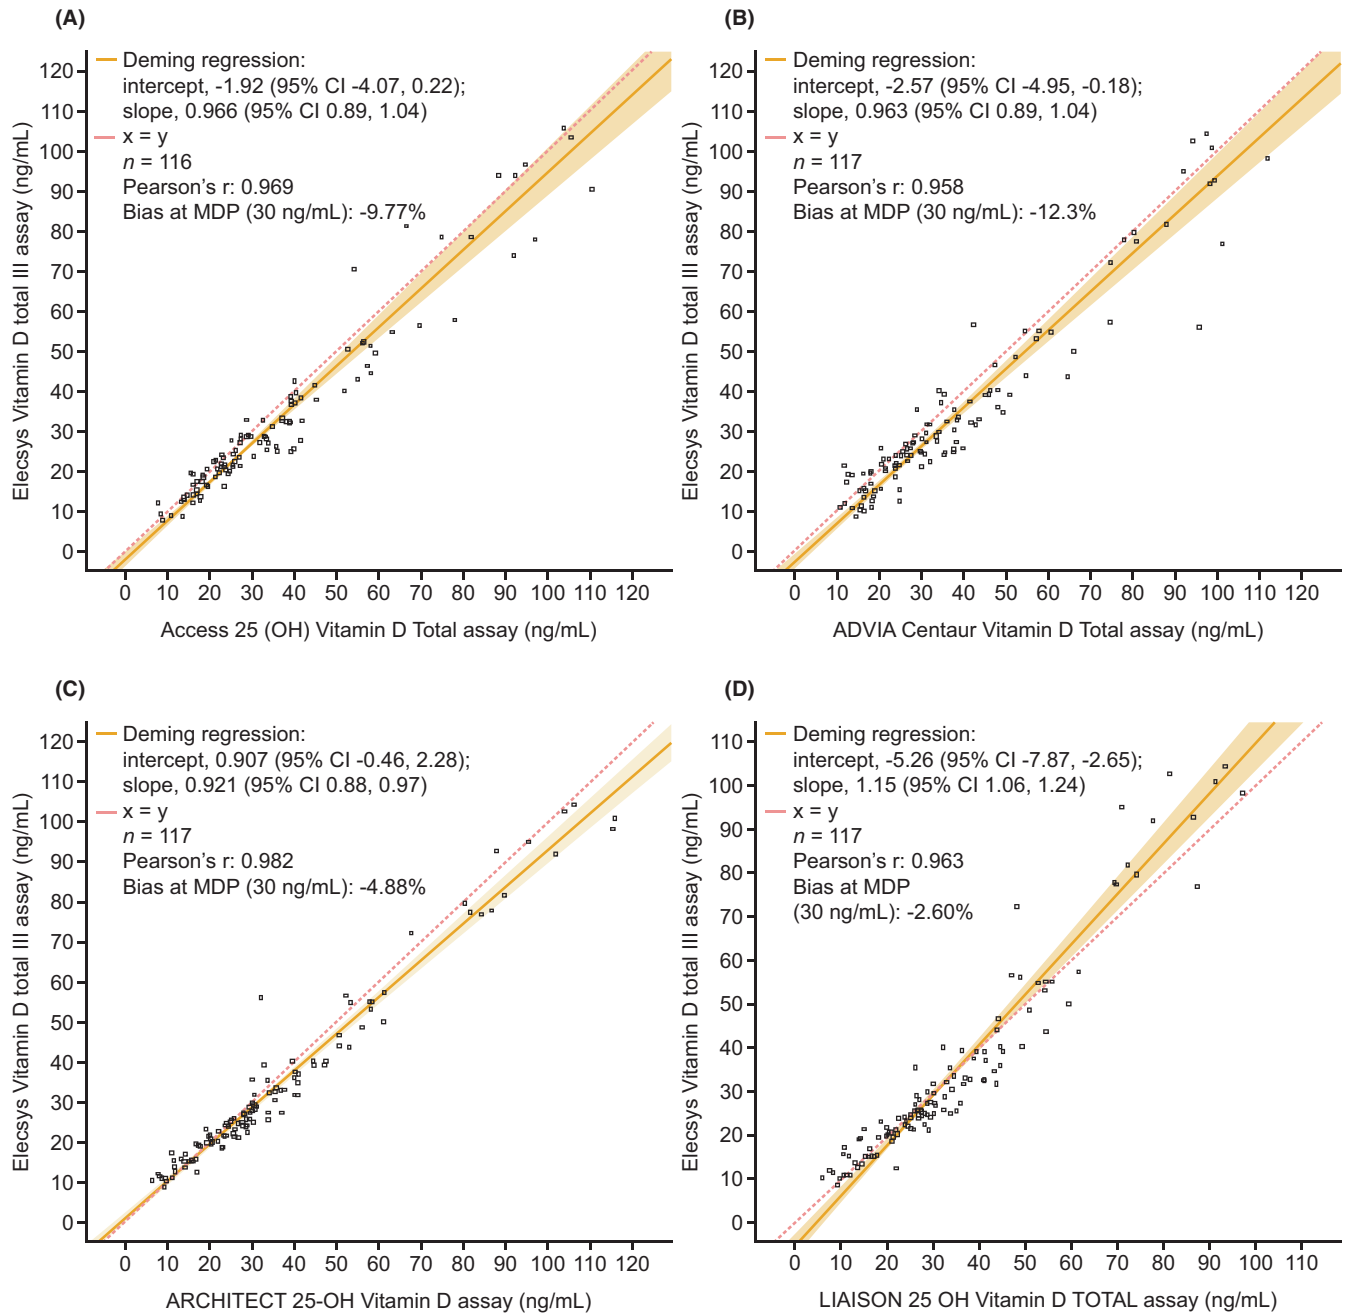 (A)
Deming regression:
intercept, -1.92 (95% CI -4.07, 0.22);
slope, 0.966 (95% CI 0.89, 1.04)
x = y
n = 116
Pearson's r: 0.969
Bias at MDP (30 ng/mL): -9.77%
Elecsys Vitamin D total III assay (ng/mL)
120
110
100
90
80
70
60
50
40
30
20
10
0
0 10 20 30 40 50 60 70 80 90 100 110 120
Access 25 (OH) Vitamin D Total assay (ng/mL)
(B)
Deming regression:
intercept, -2.57 (95% CI -4.95, -0.18);
slope, 0.963 (95% CI 0.89, 1.04)
x = y
n = 117
Pearson's r: 0.958
Bias at MDP (30 ng/mL): -12.3%
Elecsys Vitamin D total III assay (ng/mL)
120
110
100
90
80
70
60
50
40
30
20
10
0
0 10 20 30 40 50 60 70 80 90 100 110 120
ADVIA Centaur Vitamin D Total assay (ng/mL)
(C)
Deming regression:
intercept, 0.907 (95% CI -0.46, 2.28);
slope, 0.921 (95% CI 0.88, 0.97)
x = y
n = 117
Pearson's r: 0.982
Bias at MDP (30 ng/mL): -4.88%
Elecsys Vitamin D total III assay (ng/mL)
120
110
100
90
80
70
60
50
40
30
20
10
0
0 10 20 30 40 50 60 70 80 90 100 110 120
ARCHITECT 25-OH Vitamin D assay (ng/mL)
(D)
Deming regression:
intercept, -5.26 (95% CI -7.87, -2.65);
slope, 1.15 (95% CI 1.06, 1.24)
x = y
n = 117
Pearson's r: 0.963
Bias at MDP
(30 ng/mL): -2.60%
Elecsys Vitamin D total III assay (ng/mL)
110
100
90
80
70
60
50
40
30
20
10
0
0 10 20 30 40 50 60 70 80 90 100 110
LIAISON 25 OH Vitamin D TOTAL assay (ng/mL)